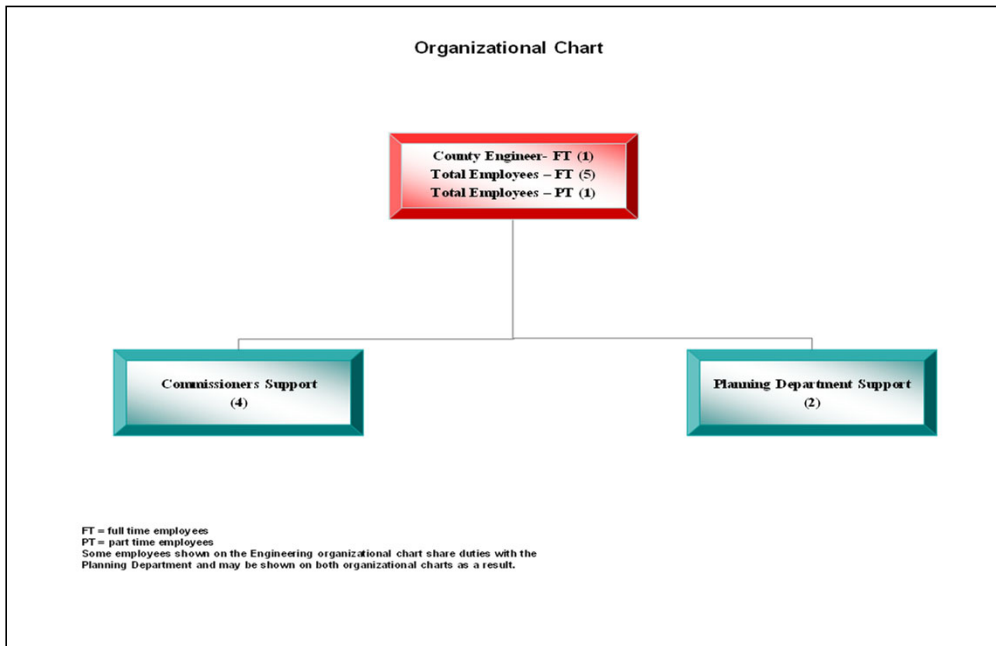 Organizational Chart
County Engineer- FT (1)
Total Employees – FT (5)
Total Employees – PT (1)
Commissioners Support
(4)
Planning Department Support
(2)
FT = full time employees
PT = part time employees
Some employees shown on the Engineering organizational chart share duties with the
Planning Department and may be shown on both organizational charts as a result.